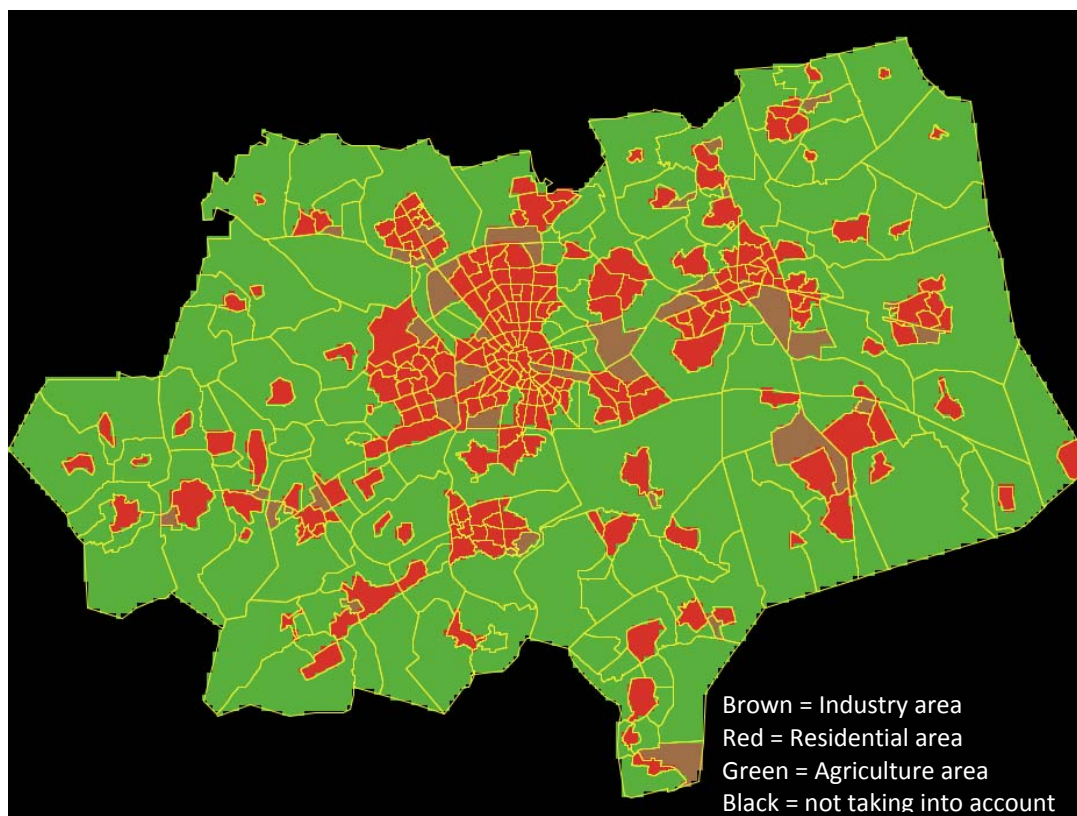 Brown = Industry area
Red = Residential area
Green = Agriculture area
Black = not taking into account